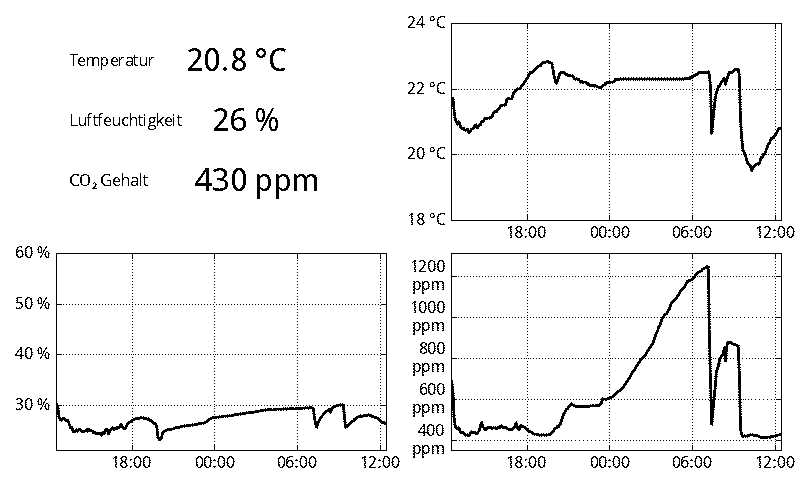 Temperatur 20.8 °C
Luftfeuchtigkeit 26 %
CO₂ Gehalt 430 ppm
24 °C
22 °C
20 °C
18 °C
18:00 00:00 06:00 12:00
60 %
50 %
40 %
30 %
18:00 00:00 06:00 12:00
1200
ppm
1000
ppm
800
ppm
600
ppm
400
ppm
18:00 00:00 06:00 12:00